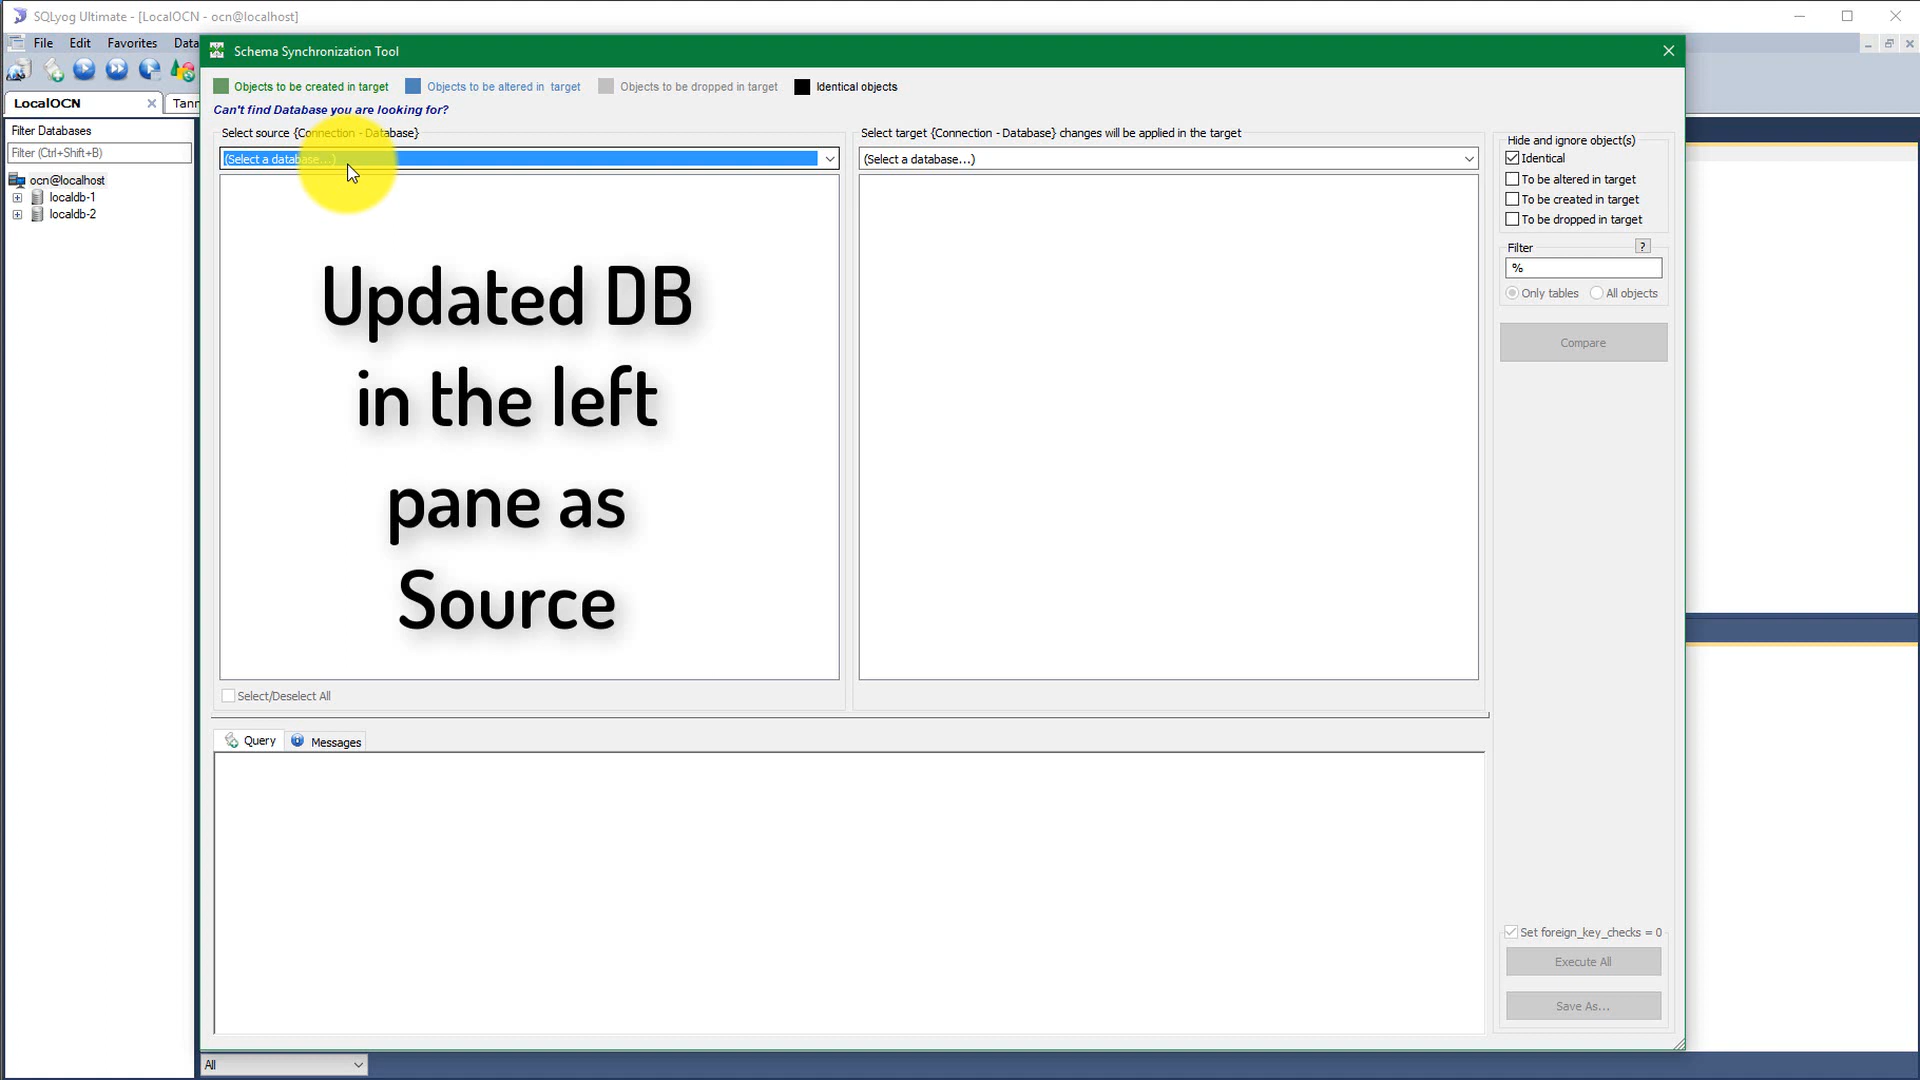 SQLyog Ultimate - [LocalOCN - ocn@localhost]
File Edit Favorites Data
Schema Synchronization Tool
Objects to be created in target Objects to be altered in target Objects to be dropped in target Identical objects
LocalOCN Tann
Can't find Database you are looking for?
Filter Databases
Filter (Ctrl+Shift+B)
ocn@localhost
localdb-1
localdb-2
Select source {Connection - Database}
(Select a database...)
Select target {Connection - Database} changes will be applied in the target
(Select a database...)
Updated DB
in the left
pane as
Source
Select/Deselect All
Hide and ignore object(s)
Identical
To be altered in target
To be created in target
To be dropped in target
Filter ?
%
Only tables All objects
Compare
Query Messages
Set foreign_key_checks = 0
Execute All
Save As...
All